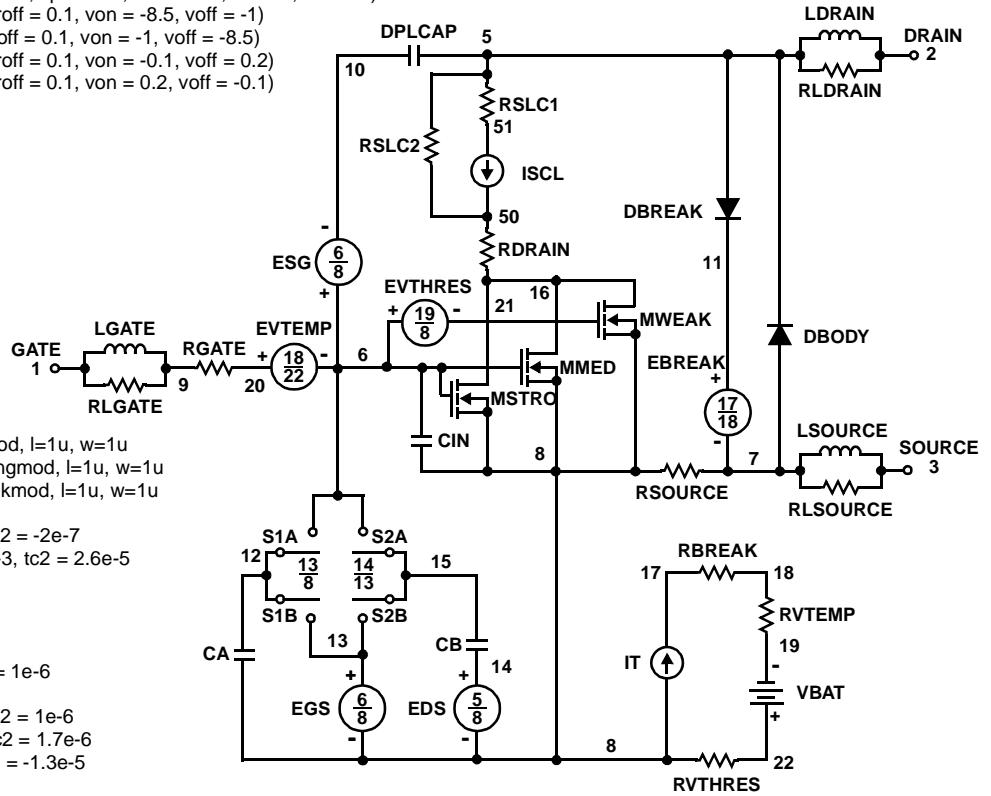 roff = 0.1, von = -8.5, voff = -1)
off = 0.1, von = -1, voff = -8.5)
roff = 0.1, von = -0.1, voff = 0.2)
roff = 0.1, von = 0.2, voff = -0.1)
LDRAIN
DPLCAP
5
DRAIN
2
10
RLDRAIN
RSLC1
51
RSLC2
ISCL
50
DBREAK
RDRAIN
-
ESG
6
8
+
11
EVTHRES
16
21
+
19
8
-
MWEAK
LGATE
EVTEMP
DBODY
GATE
1
RGATE
+
18
22
-
6
MMED
EBREAK
+
9
20
MSTRO
17
18
RLGATE
-
LSOURCE
CIN
8
7
SOURCE
3
od, l=1u, w=1u
ngmod, l=1u, w=1u
kmod, l=1u, w=1u
RSOURCE
RLSOURCE
2 = -2e-7
-3, tc2 = 2.6e-5
S1A
S2A
12
13
8
14
13
15
RBREAK
17
18
S1B
S2B
RVTEMP
13
CB
19
CA
IT
-
= 1e-6
+
+
14
VBAT
EGS
6
8
EDS
5
8
+
2 = 1e-6
c2 = 1.7e-6
= -1.3e-5
-
-
8
22
RVTHRES